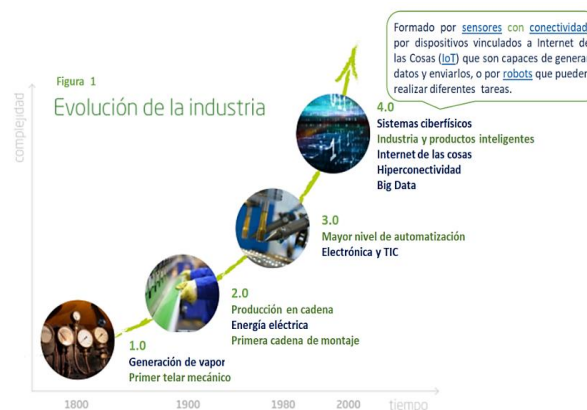 Formado por sensores con conectividad
por dispositivos vinculados a Internet de
las Cosas (IoT) que son capaces de generar
datos y enviarlos, o por robots que pueden
realizar diferentes tareas.
Figura 1
Evolución de la industria
complejidad
4.0
Sistemas ciberfísicos
Industria y productos inteligentes
Internet de las cosas
Hiperconectividad
Big Data
3.0
Mayor nivel de automatización
Electrónica y TIC
2.0
Producción en cadena
Energía eléctrica
Primera cadena de montaje
1.0
Generación de vapor
Primer telar mecánico
1800 1900 1980 2000 tiempo